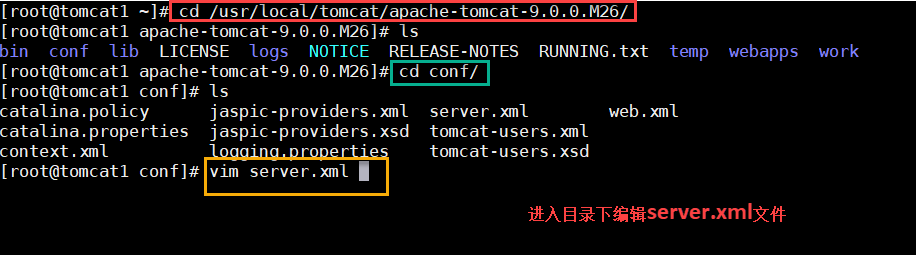 [root@tomcat1 ~]# cd /usr/local/tomcat/apache-tomcat-9.0.0.M26/
[root@tomcat1 apache-tomcat-9.0.0.M26]# ls
bin conf lib LICENSE logs NOTICE RELEASE-NOTES RUNNING.txt temp webapps work
[root@tomcat1 apache-tomcat-9.0.0.M26]# cd conf/
[root@tomcat1 conf]# ls
catalina.policy jaspic-providers.xml server.xml web.xml
catalina.properties jaspic-providers.xsd tomcat-users.xml
context.xml logging.properties tomcat-users.xsd
[root@tomcat1 conf]# vim server.xml
进入目录下编辑server.xml文件